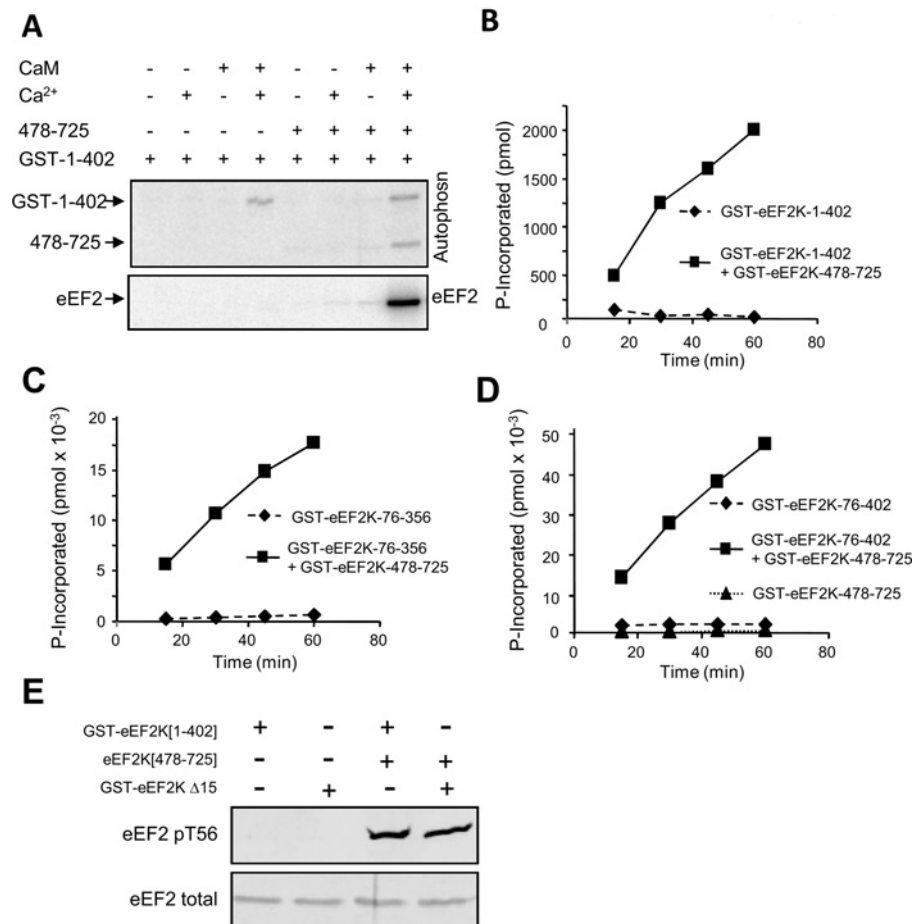 A
CaM - - + + - - + +
Ca2+ - + - + - + - +
478-725 - - - - + + + +
GST-1-402 + + + + + + + +
GST-1-402
478-725
Autophosn
eEF2
eEF2
B
P-Incorporated (pmol)
2000
1750
1250
1000
500
250
0
0 20 40 60 80
Time (min)
GST-eEF2K-1-402
GST-eEF2K-1-402
+ GST-eEF2K-478-725
C
P-Incorporated (pmol x 10-3)
20
17
12
10
5
2
0
0 20 40 60 80
Time (min)
GST-eEF2K-76-356
GST-eEF2K-76-356
+ GST-eEF2K-478-725
D
P-Incorporated (pmol x 10-3)
50
40
30
20
10
0
0 20 40 60 80
Time (min)
GST-eEF2K-76-402
GST-eEF2K-76-402
+ GST-eEF2K-478-725
GST-eEF2K-478-725
E
GST-eEF2K[1-402] + - + -
eEF2K[478-725] - - + +
GST-eEF2K Δ15 - + - +
eEF2 pT56
eEF2 total